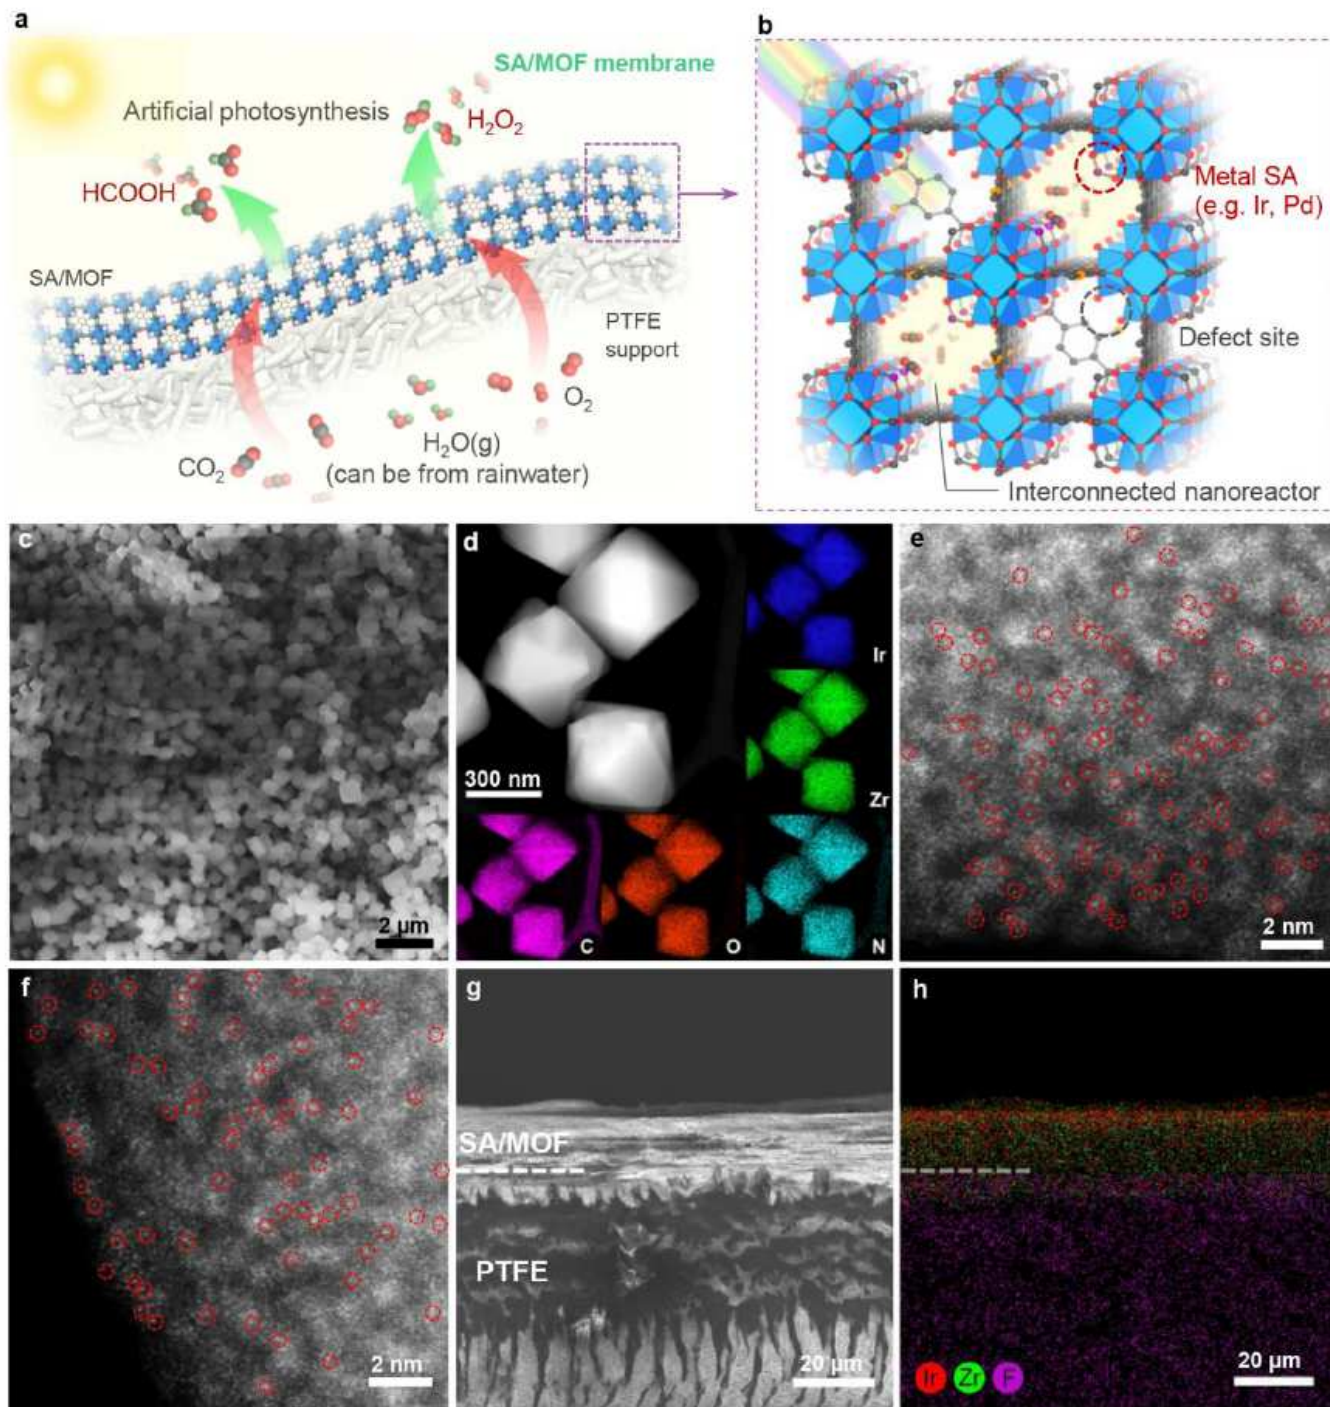 a
SA/MOF membrane
Artificial photosynthesis
H₂O₂
HCOOH
SA/MOF
PTFE
support
O₂
H₂O(g)
CO₂
(can be from rainwater)
b
Metal SA
(e.g. Ir, Pd)
Defect site
Interconnected nanoreactor
c
2 µm
d
300 nm
Ir
Zr
C
O
N
e
2 nm
f
2 nm
g
SA/MOF
PTFE
20 µm
h
Ir Zr F
20 µm